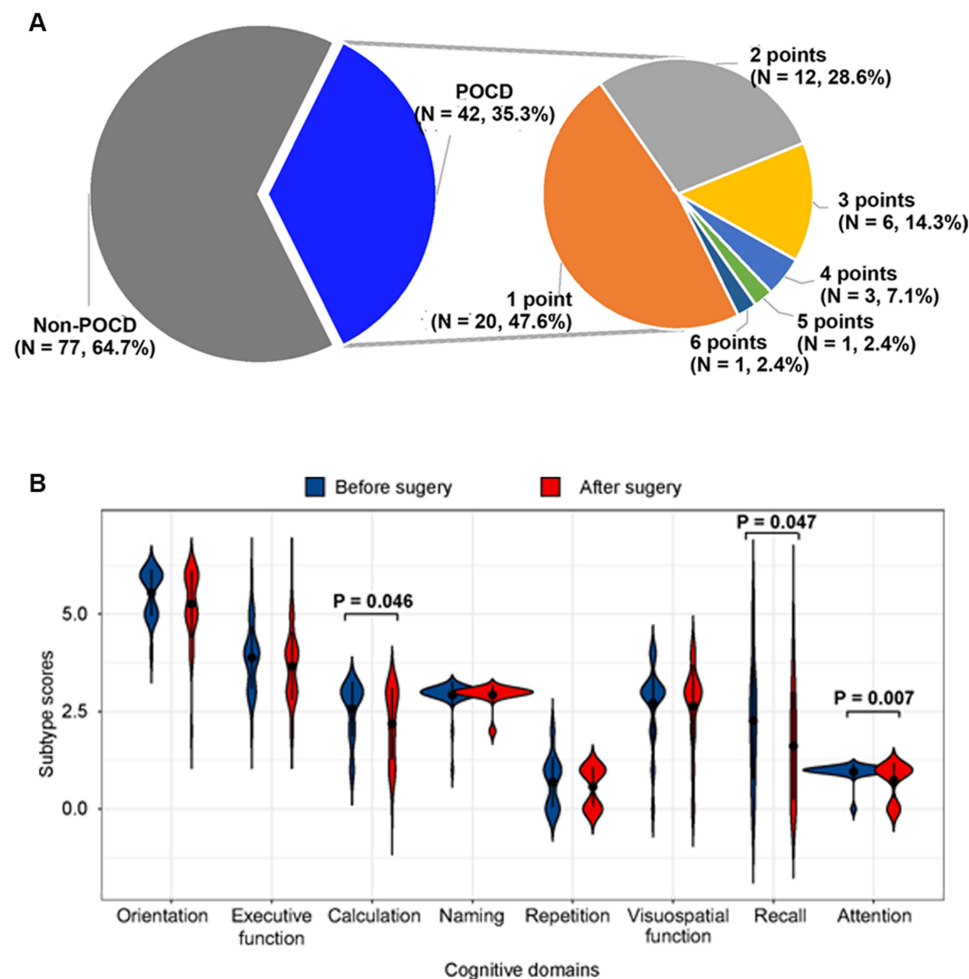 A
2 points
(N = 12, 28.6%)
POCD
(N = 42, 35.3%)
3 points
(N = 6, 14.3%)
4 points
(N = 3, 7.1%)
1 point
(N = 20, 47.6%)
5 points
(N = 1, 2.4%)
Non-POCD
(N = 77, 64.7%)
6 points
(N = 1, 2.4%)
B
Before sugery
After sugery
P = 0.047
P = 0.046
P = 0.007
5.0
2.5
0.0
Subtype scores
Orientation
Executive
function
Calculation
Naming
Repetition
Visuospatial
function
Recall
Attention
Cognitive domains